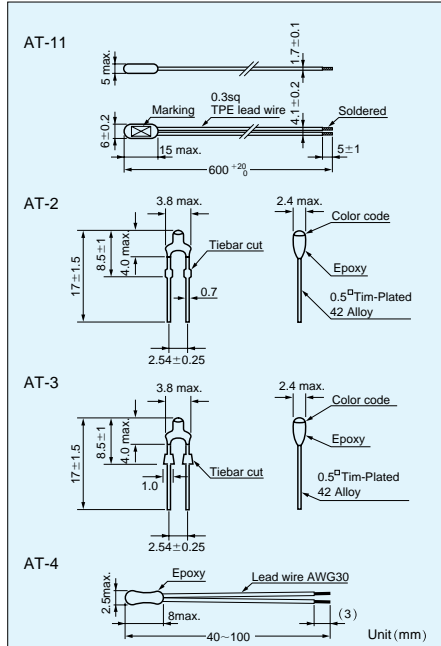 AT-11
5 max.
1.7±0.1
6±0.2
Marking
0.3sq
TPE lead wire
4.1±0.2
Soldered
15 max.
5±1
600 +20 0
AT-2
3.8 max.
2.4 max.
17±1.5
8.5±1
4.0 max.
Tiebar cut
0.7
2.54±0.25
Color code
Epoxy
0.5□Tim-Plated
42 Alloy
AT-3
3.8 max.
2.4 max.
17±1.5
8.5±1
4.0 max.
Tiebar cut
1.0
2.54±0.25
Color code
Epoxy
0.5□Tim-Plated
42 Alloy
AT-4
Epoxy
Lead wire AWG30
2.5max.
8max.
(3)
40~100
Unit(mm)